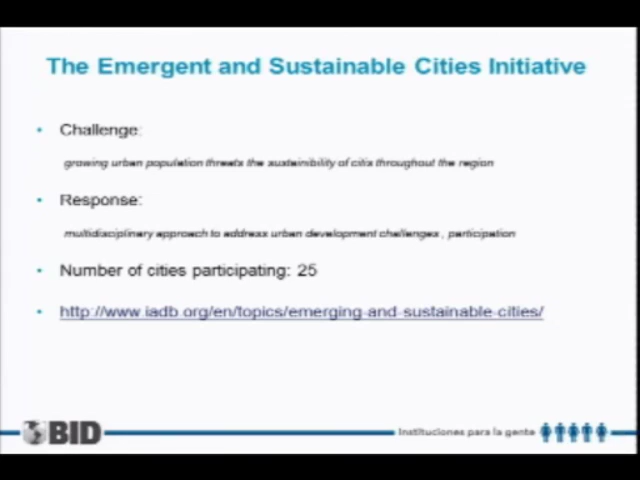 The Emergent and Sustainable Cities Initiative
Challenge:
growing urban population threats the sustainibility of citis throughout the region
Response:
multidisciplinary approach to address urban development challenges , participation
Number of cities participating: 25
http://www.iadb.org/en/topics/emerging-and-sustainable-cities/
BID
Instituciones para la gente